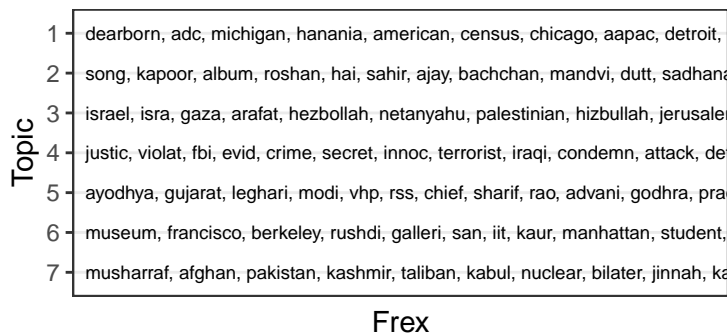 Topic
1 dearborn, adc, michigan, hanania, american, census, chicago, aapac, detroit,
2 song, kapoor, album, roshan, hai, sahir, ajay, bachchan, mandvi, dutt, sadhana
3 israel, isra, gaza, arafat, hezbollah, netanyahu, palestinian, hizbullah,
4 justic, violat, fbi, evid, crime, secret, innoc, terrorist, iraqi, condemn, attack,
5 ayodhya, gujarat, leghari, modi, vhp, rss, chief, sharif, rao, advani, godhra,
6 museum, francisco, berkeley, rushdi, galleri, san, iit, kaur, manhattan, student,
7 musharraf, afghan, pakistan, kashmir, taliban, kabul, nuclear, bilater, jinnah,
Frex